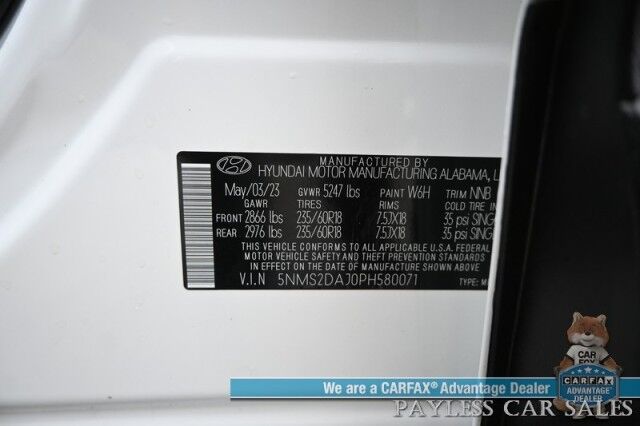 MANUFACTURED BY
HYUNDAI MOTOR MANUFACTURING ALABAMA,
May/03/23 GVWR 5247 lbs PAINT W6H TRIM NNB
GAWR TIRES RIMS COLD TIRE
FRONT 2866 lbs 235/60R18 7.5JX18 35 psi SING
REAR 2976 lbs 235/60R18 7.5JX18 35 psi SING
THIS VEHICLE CONFORMS TO ALL APPLICABLE U.S.A. FEDERAL
MOTOR VEHICLE SAFETY AND THEFT PREVENTION STANDARDS
IN EFFECT ON THE DATE OF MANUFACTURE SHOWN ABOVE.
V.I.N 5NMS2DAJ0PH580071 TYPE:
CAR
FOX
CARFAX
ADVANTAGE
DEALER
We are a CARFAX® Advantage Dealer
PAYLESS CAR SALES